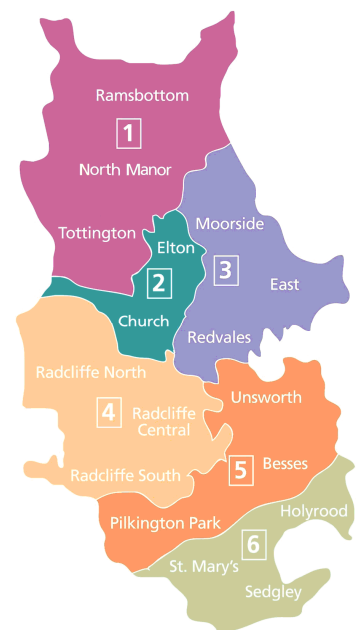 Ramsbottom
1
North Manor
Tottington
Elton
2
Church
Moorside
3
East
Redvales
Radcliffe North
4
Radcliffe
Central
Radcliffe South
Unsworth
Besses
5
Pilkington Park
Holyrood
6
St. Mary's
Sedgley